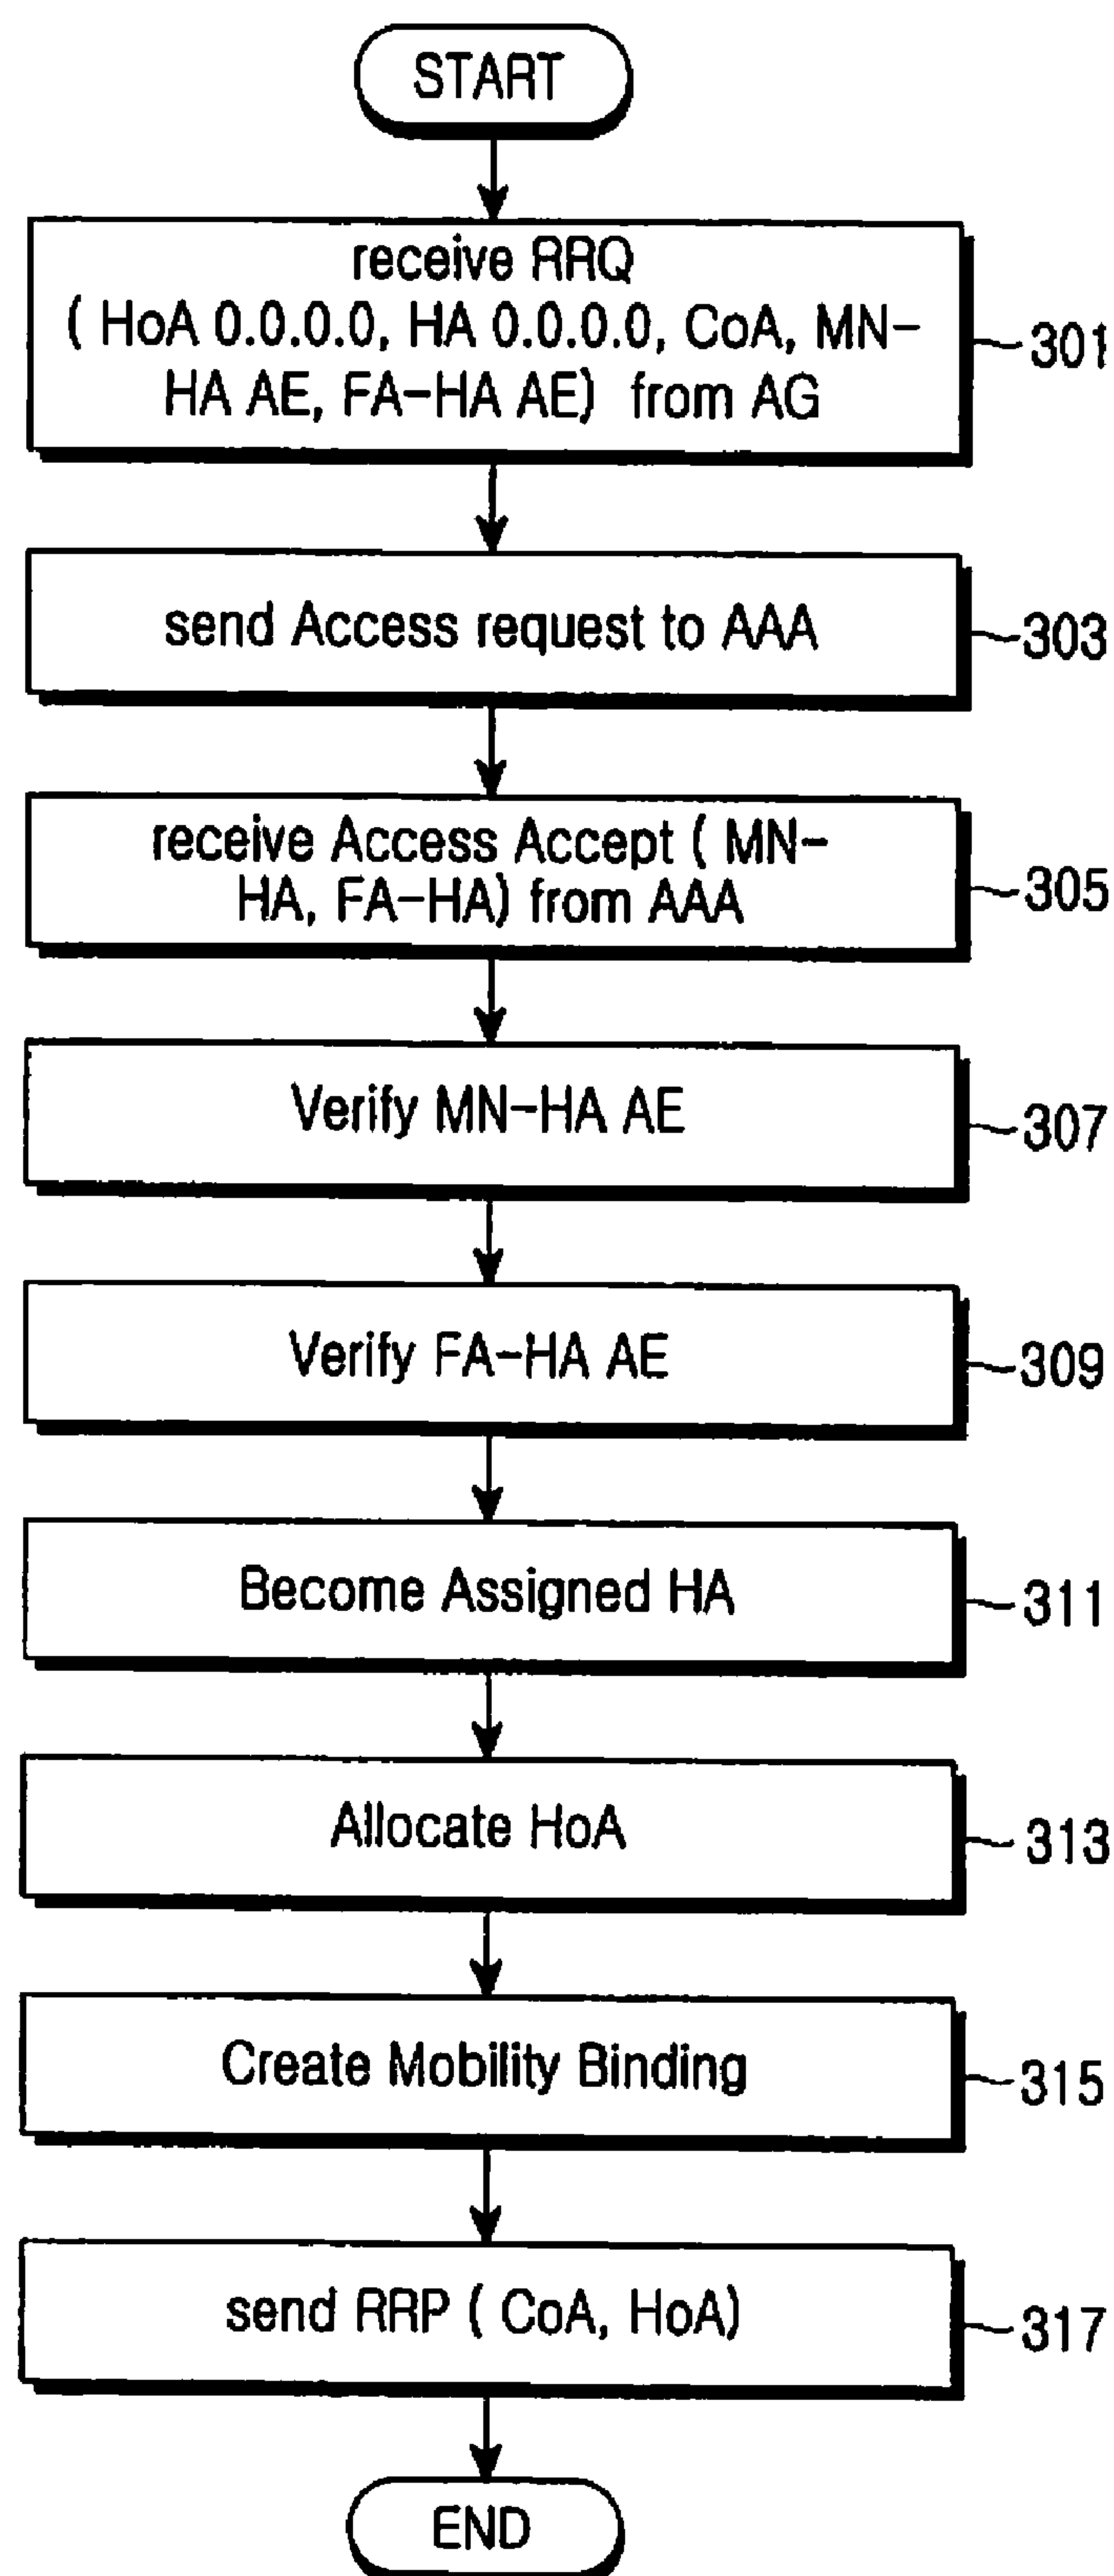 START
receive RRQ
( HoA 0.0.0.0, HA 0.0.0.0, CoA, MN-
HA AE, FA-HA AE) from AG
301
send Access request to AAA
303
receive Access Accept ( MN-
HA, FA-HA) from AAA
305
Verify MN-HA AE
307
Verify FA-HA AE
309
Become Assigned HA
311
Allocate HoA
313
Create Mobility Binding
315
send RRP ( CoA, HoA)
317
END